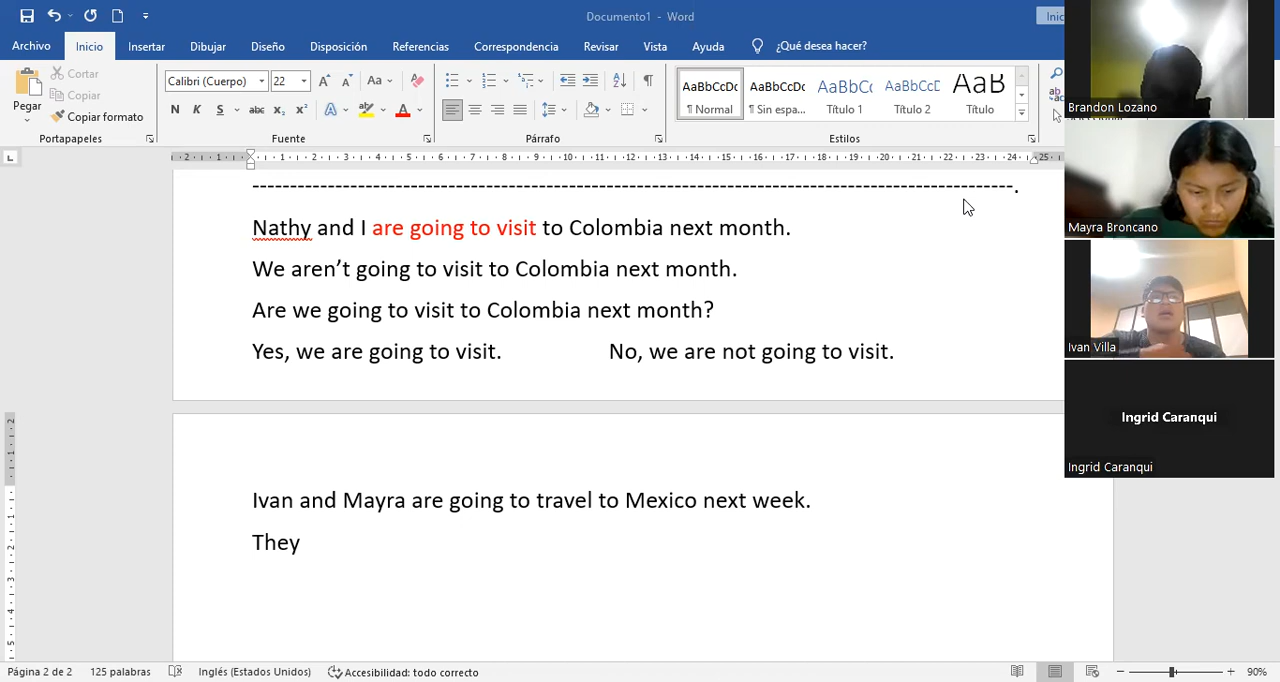 Documento1 - Word
Inic
Archivo Inicio Insertar Dibujar Diseño Disposición Referencias Correspondencia Revisar Vista Ayuda ¿Qué desea hacer?
Pegar
Cortar
Copiar
Copiar formato
Portapapeles
Calibri (Cuerpo) 22
N K S abc x₂ x²
Fuente
Párrafo
AaBbCcDc AaBbCcDc AaBbCc AaBbCcD AaB
¶ Normal ¶ Sin espa... Título 1 Título 2 Título
Estilos
Brandon Lozano
Mayra Broncano
Ivan Villa
Ingrid Caranqui
Ingrid Caranqui
Nathy and I are going to visit to Colombia next month.
We aren’t going to visit to Colombia next month.
Are we going to visit to Colombia next month?
Yes, we are going to visit. No, we are not going to visit.
Ivan and Mayra are going to travel to Mexico next week.
They
Página 2 de 2 125 palabras Inglés (Estados Unidos) Accesibilidad: todo correcto 90%